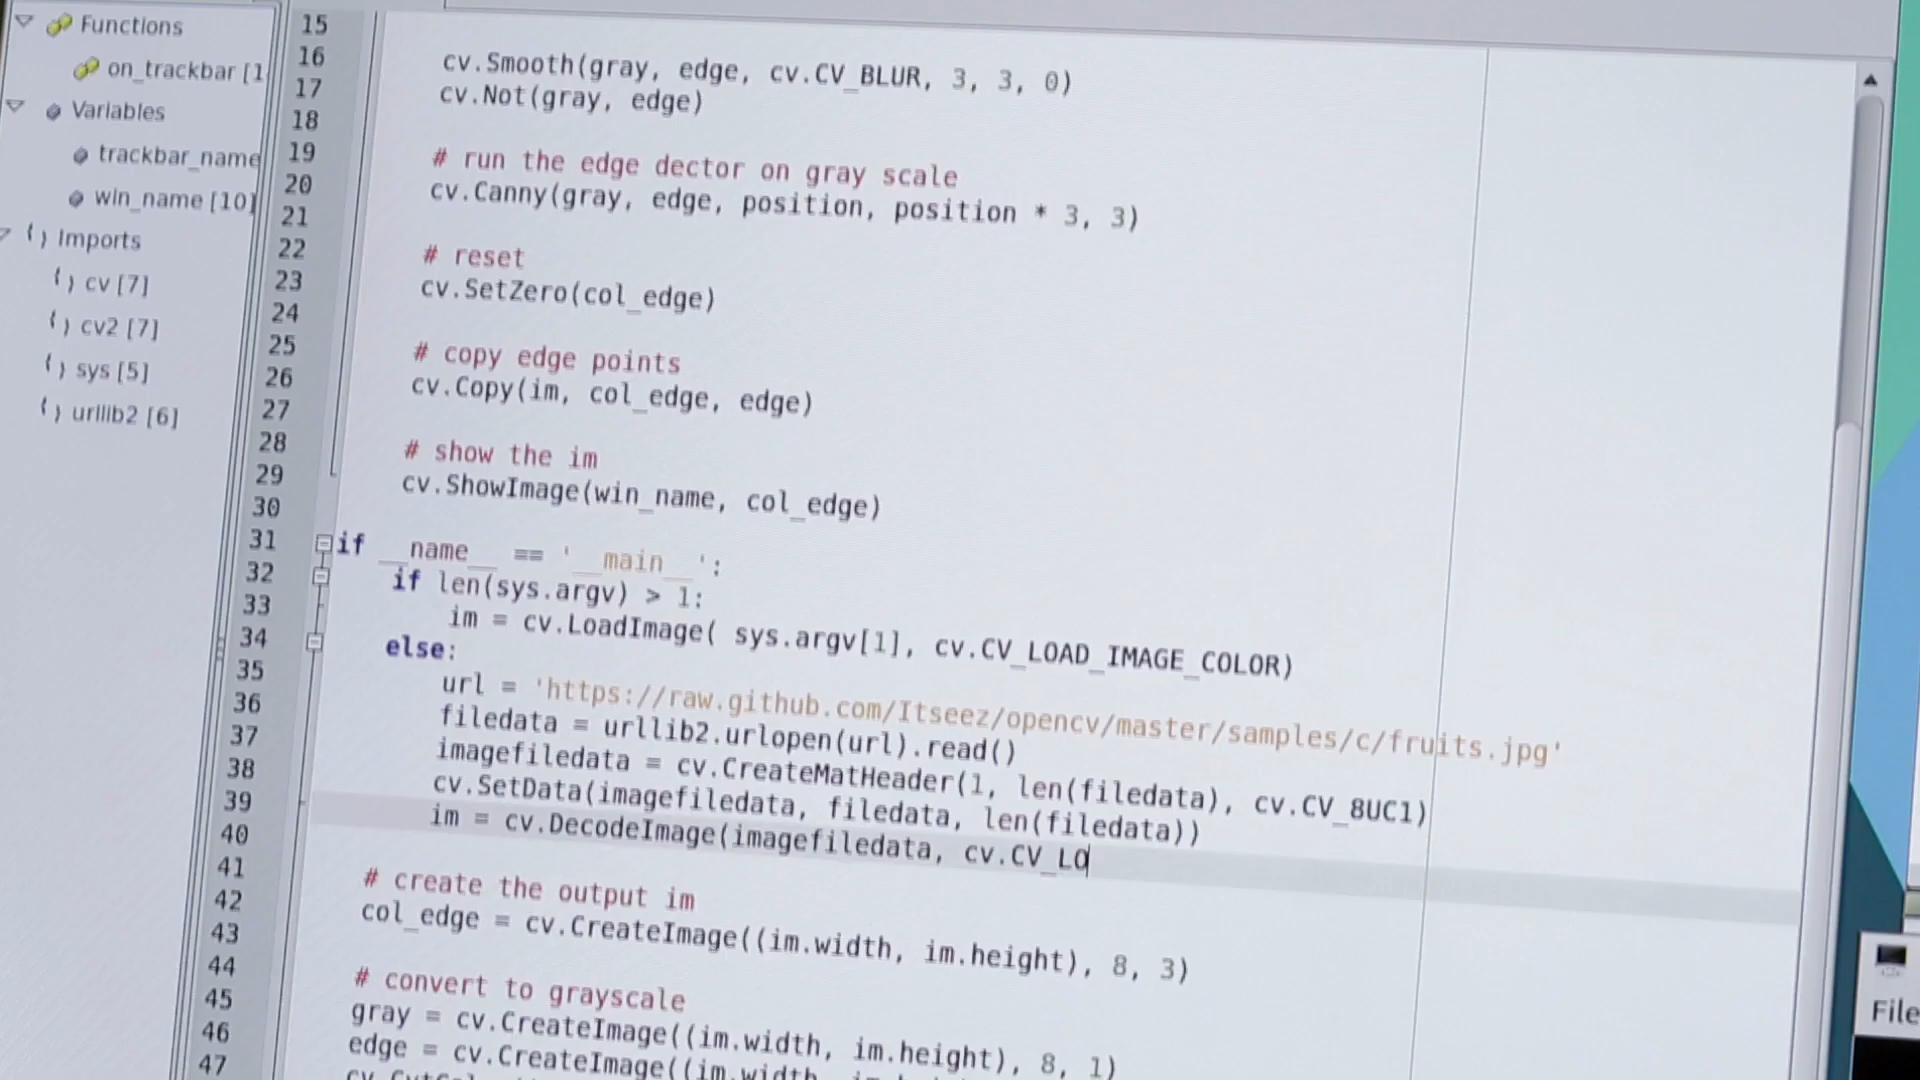 Functions
on_trackbar [1
Variables
trackbar_name
win_name [10]
Imports
cv [7]
cv2 [7]
sys [5]
urllib2 [6]
15
16 cv.Smooth(gray, edge, cv.CV_BLUR, 3, 3, 0)
17 cv.Not(gray, edge)
18
19 # run the edge dector on gray scale
20 cv.Canny(gray, edge, position, position * 3, 3)
21
22 # reset
23 cv.SetZero(col_edge)
24
25 # copy edge points
26 cv.Copy(im, col_edge, edge)
27
28 # show the im
29 cv.ShowImage(win_name, col_edge)
30
31 if __name__ == '__main__':
32 if len(sys.argv) > 1:
33 im = cv.LoadImage( sys.argv[1], cv.CV_LOAD_IMAGE_COLOR)
34 else:
35 url = 'https://raw.github.com/Itseez/opencv/master/samples/c/fruits.jpg'
36 filedata = urllib2.urlopen(url).read()
37 imagefiledata = cv.CreateMatHeader(1, len(filedata), cv.CV_8UC1)
38 cv.SetData(imagefiledata, filedata, len(filedata))
39 im = cv.DecodeImage(imagefiledata, cv.CV_LO
40
41 # create the output im
42 col_edge = cv.CreateImage((im.width, im.height), 8, 3)
43
44 # convert to grayscale
45 gray = cv.CreateImage((im.width, im.height), 8, 1)
46 edge = cv.CreateImage((im.width, im.height), 8, 1)
47
File